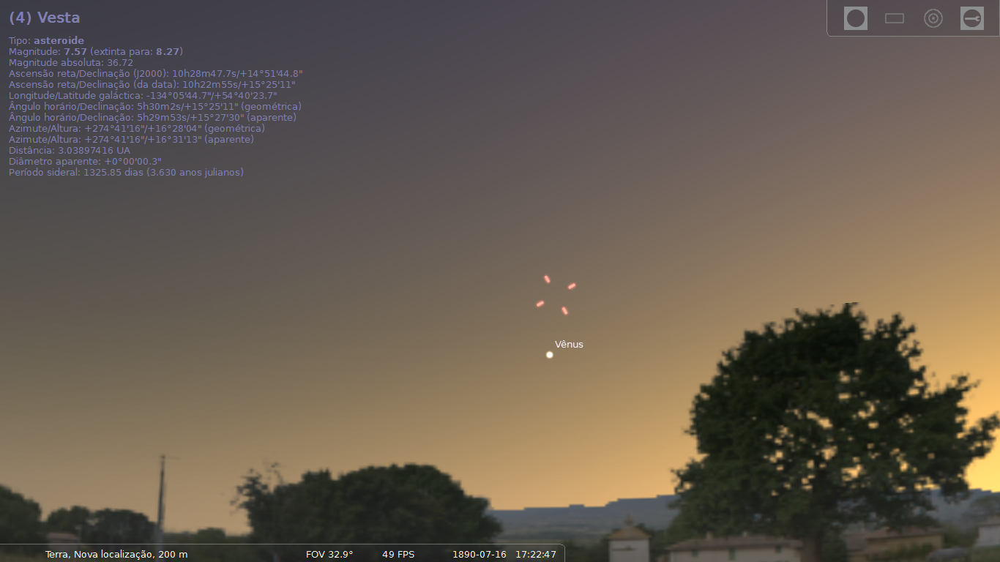 (4) Vesta
Tipo: asteroide
Magnitude: 7.57 (extinta para: 8.27)
Magnitude absoluta: 36.72
Ascensão reta/Declinação (J2000): 10h28m47.7s/+14°51'44.8"
Ascensão reta/Declinação (da data): 10h22m55s/+15°25'11"
Longitude/Latitude galáctica: -134°05'44.7"/+54°40'23.7"
Ângulo horário/Declinação: 5h30m2s/+15°25'11" (geométrica)
Ângulo horário/Declinação: 5h29m53s/+15°27'30" (aparente)
Azimute/Altura: +274°41'16"/+16°28'04" (geométrica)
Azimute/Altura: +274°41'16"/+16°31'13" (aparente)
Distância: 3.03897416 UA
Diâmetro aparente: +0°00'00.3"
Período sideral: 1325.85 dias (3.630 anos julianos)
Vênus
Terra, Nova localização, 200 m FOV 32.9° 49 FPS 1890-07-16 17:22:47